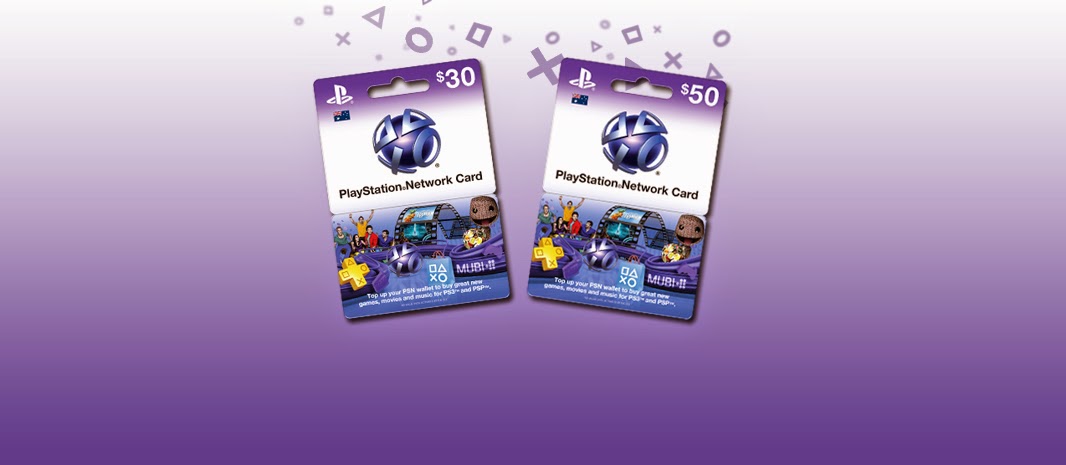 $30
PlayStation®Network Card
MUBI
Top up your PSN wallet to buy great new
games, movies and music for PS3™ and PSP™.
$50
PlayStation®Network Card
MUBI
Top up your PSN wallet to buy great new
games, movies and music for PS3™ and PSP™.